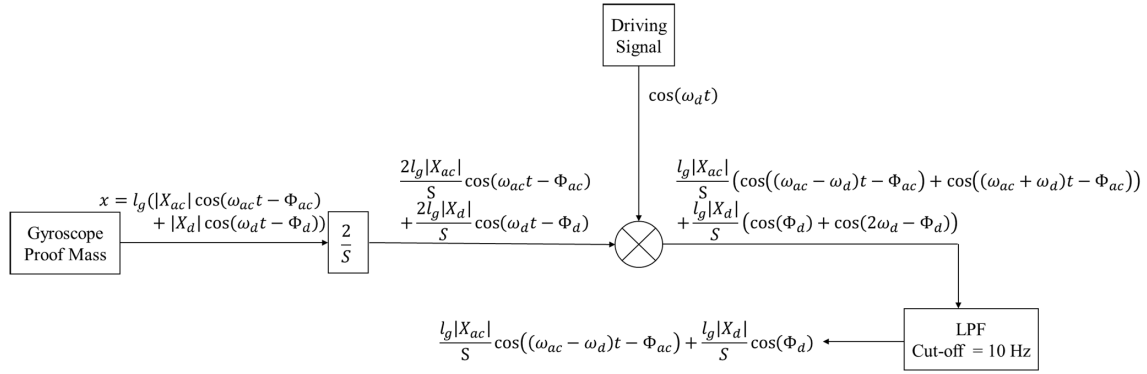 Driving
Signal
cos(ω_d t)
x = l_g(|X_ac| cos(ω_ac t − Φ_ac)
+ |X_d| cos(ω_d t − Φ_d))
Gyroscope
Proof Mass
2/S
2l_g|X_ac|/S cos(ω_ac t − Φ_ac)
+ 2l_g|X_d|/S cos(ω_d t − Φ_d)
l_g|X_ac|/S (cos((ω_ac − ω_d)t − Φ_ac) + cos((ω_ac + ω_d)t − Φ_ac))
+ l_g|X_d|/S (cos(Φ_d) + cos(2ω_d − Φ_d))
LPF
Cut-off = 10 Hz
l_g|X_ac|/S cos((ω_ac − ω_d)t − Φ_ac) + l_g|X_d|/S cos(Φ_d)